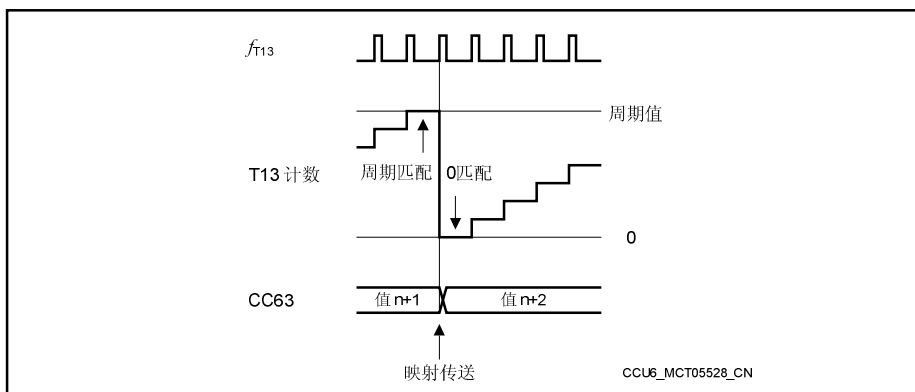 fT13
周期值
T13 计数
周期匹配 0匹配
0
CC63
值 n+1
值 n+2
映射传送
CCU6_MCT05528_CN